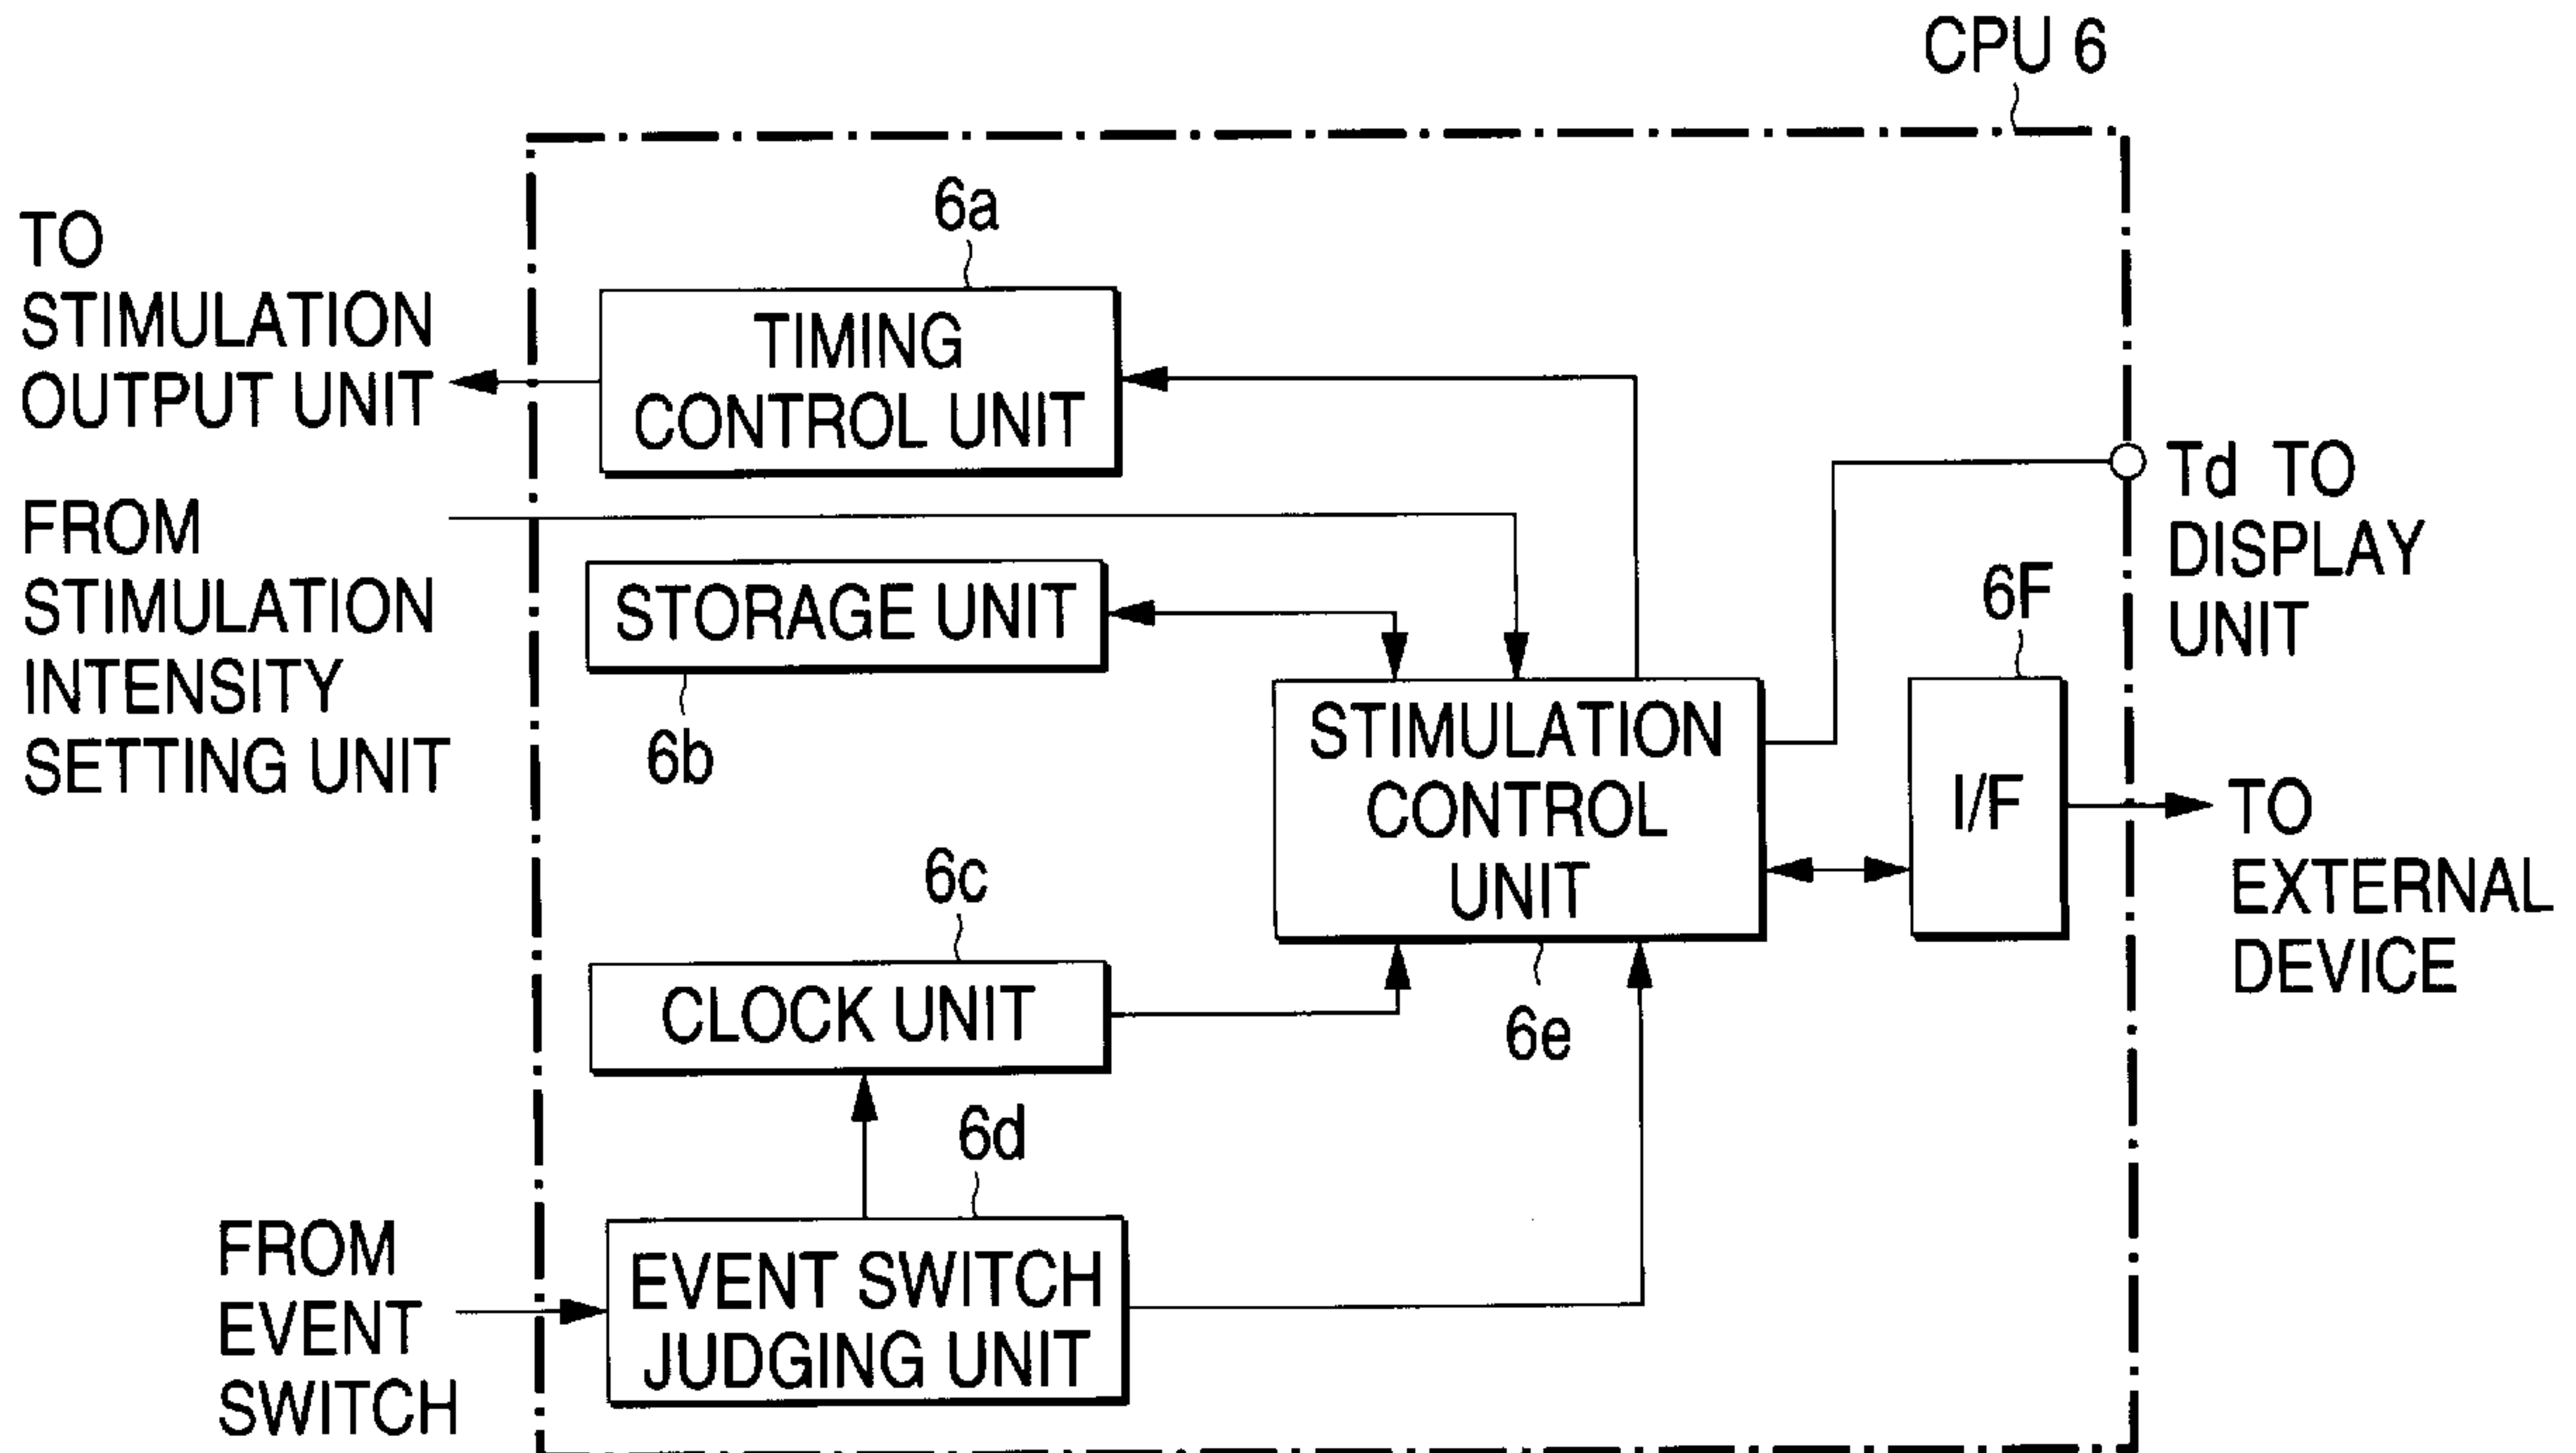 CPU 6
6a
TO
STIMULATION
OUTPUT UNIT
TIMING
CONTROL UNIT
Td TO
DISPLAY
UNIT
FROM
STIMULATION
INTENSITY
SETTING UNIT
STORAGE UNIT
6b
6F
STIMULATION
CONTROL
UNIT
I/F
TO
EXTERNAL
DEVICE
6c
CLOCK UNIT
6e
6d
FROM
EVENT
SWITCH
EVENT SWITCH
JUDGING UNIT